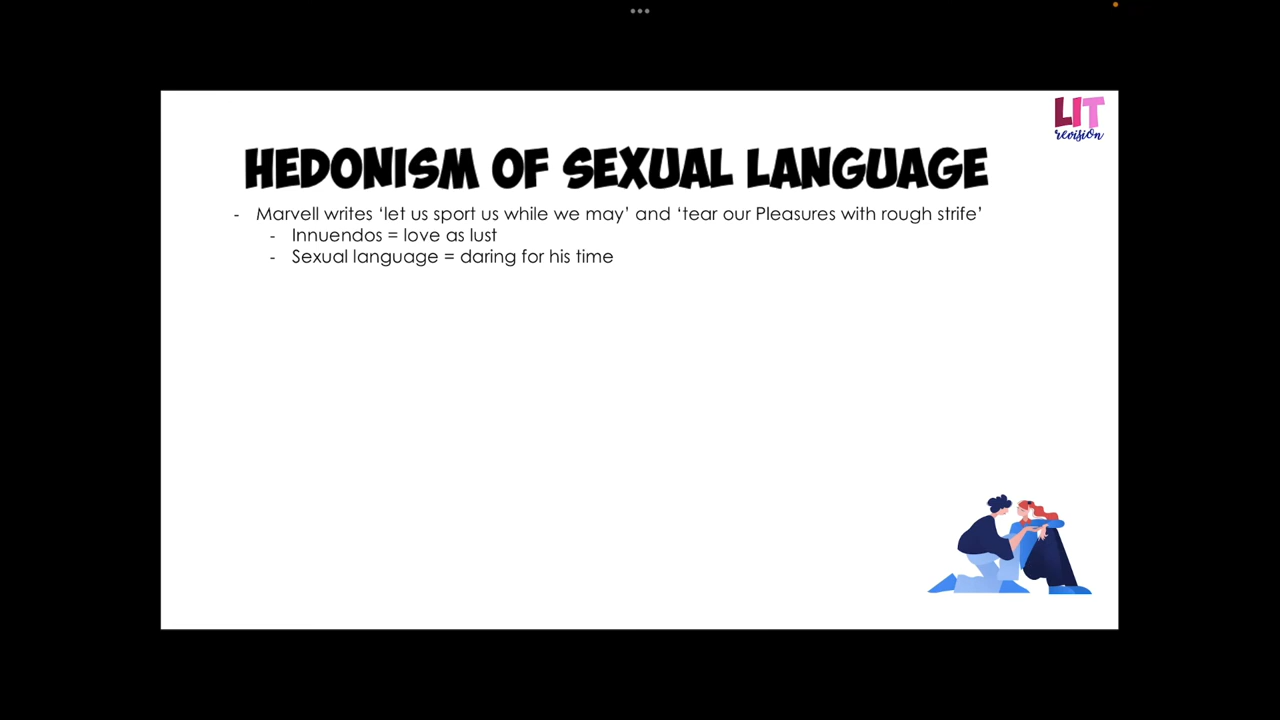 LIT
revision
HEDONISM OF SEXUAL LANGUAGE
- Marvell writes ‘let us sport us while we may’ and ‘tear our Pleasures with rough strife’
- Innuendos = love as lust
- Sexual language = daring for his time